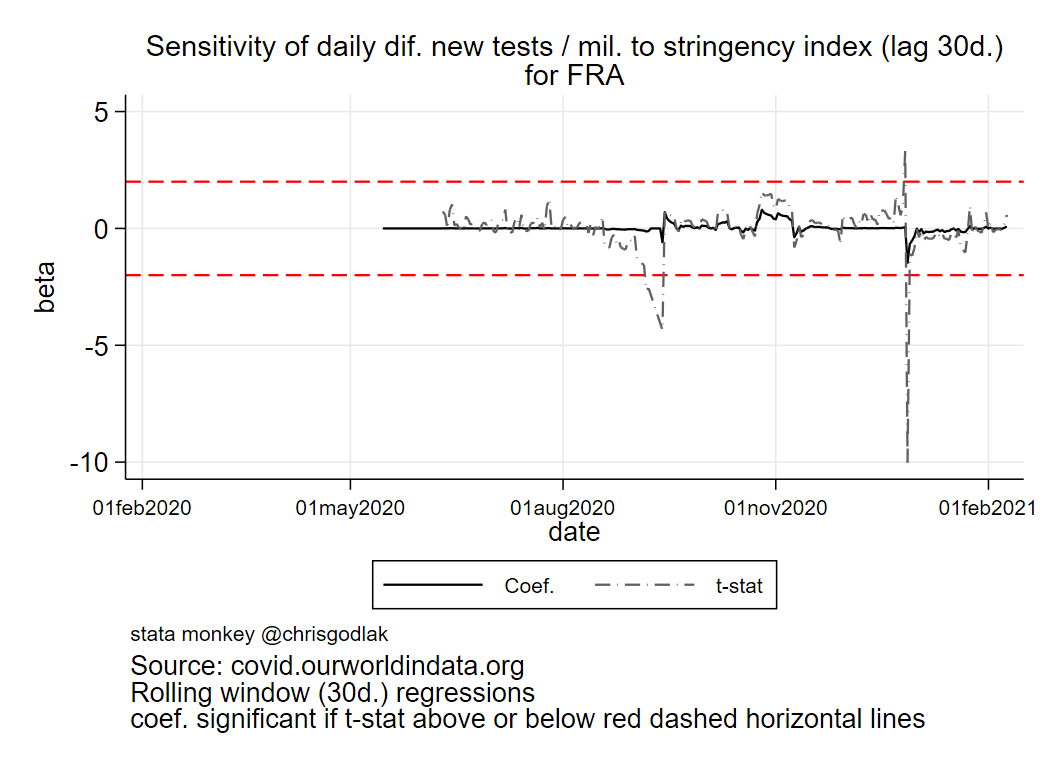 Sensitivity of daily dif. new tests / mil. to stringency index (lag 30d.)
for FRA
5
0
-5
-10
beta
01feb2020
01may2020
01aug2020
01nov2020
01feb2021
date
Coef.
t-stat
stata monkey @chrisgodlak
Source: covid.ourworldindata.org
Rolling window (30d.) regressions
coef. significant if t-stat above or below red dashed horizontal lines